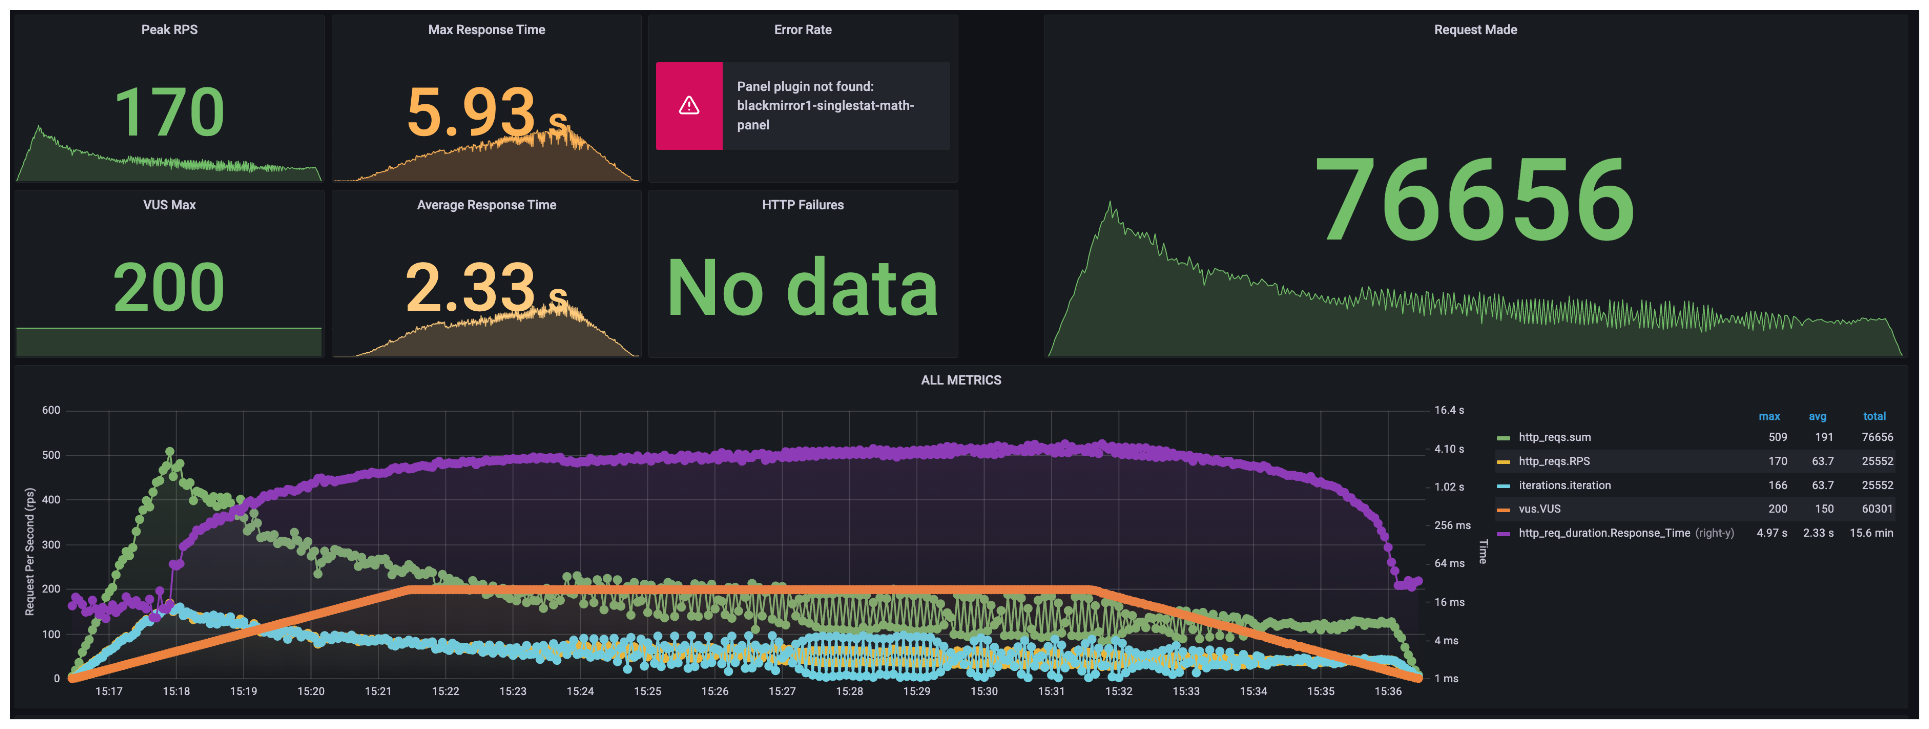 Peak RPS
170
Max Response Time
5.93 s
Error Rate
Panel plugin not found:
blackmirror1-singlestat-math-
panel
Request Made
76656
VUS Max
200
Average Response Time
2.33 s
HTTP Failures
No data
ALL METRICS
Request Per Second (rps)
600
500
400
300
200
100
0
15:17 15:18 15:19 15:20 15:21 15:22 15:23 15:24 15:25 15:26 15:27 15:28 15:29 15:30 15:31 15:32 15:33 15:34 15:35 15:36
16.4 s
4.10 s
1.02 s
256 ms
64 ms
16 ms
4 ms
1 ms
Time
max avg total
http_reqs.sum 509 191 76656
http_reqs.RPS 170 63.7 25552
iterations.iteration 166 63.7 25552
vus.VUS 200 150 60301
http_req_duration.Response_Time (right-y) 4.97 s 2.33 s 15.6 min